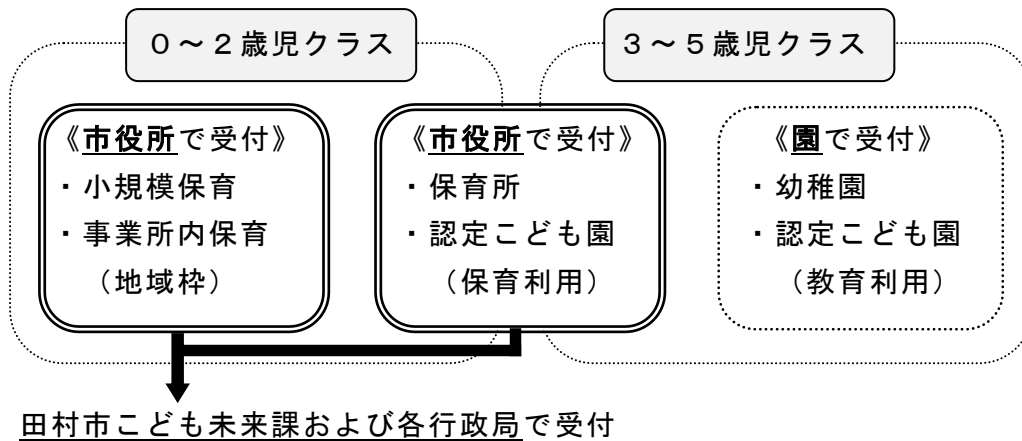 ０～２歳児クラス
３～５歳児クラス
《市役所で受付》
・小規模保育
・事業所内保育
（地域枠）
《市役所で受付》
・保育所
・認定こども園
（保育利用）
《園で受付》
・幼稚園
・認定こども園
（教育利用）
田村市こども未来課および各行政局で受付